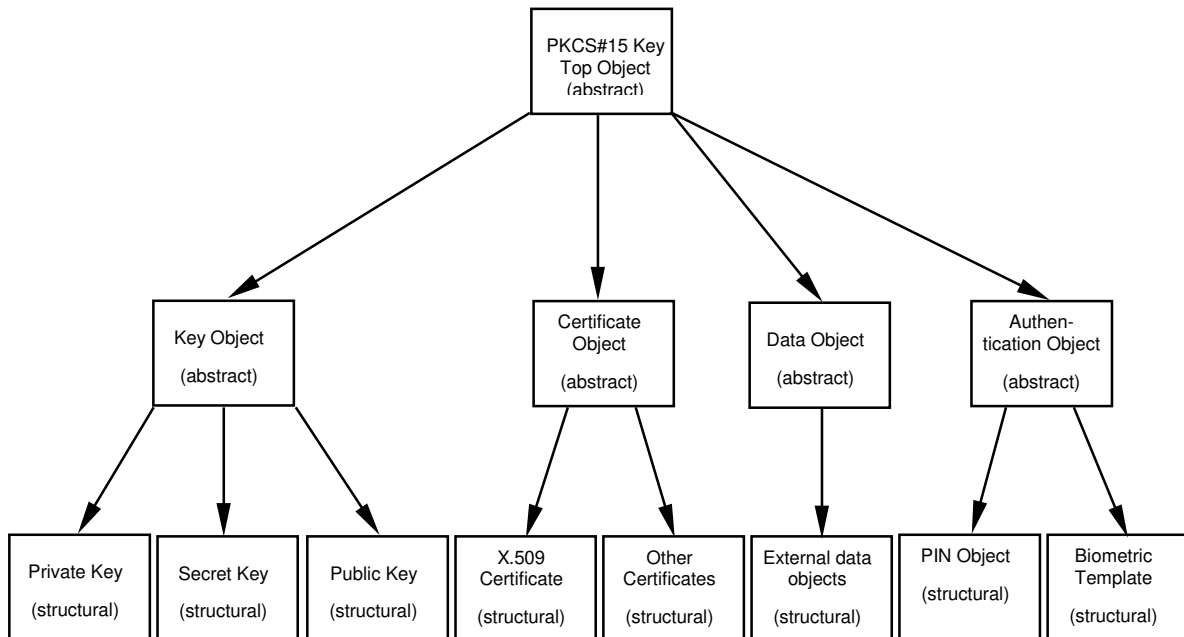 PKCS#15 Key
Top Object
(abstract)
Key Object
(abstract)
Certificate
Object
(abstract)
Data Object
(abstract)
Authen-
tication Object
(abstract)
Private Key
(structural)
Secret Key
(structural)
Public Key
(structural)
X.509
Certificate
(structural)
Other
Certificates
(structural)
External data
objects
(structural)
PIN Object
(structural)
Biometric
Template
(structural)